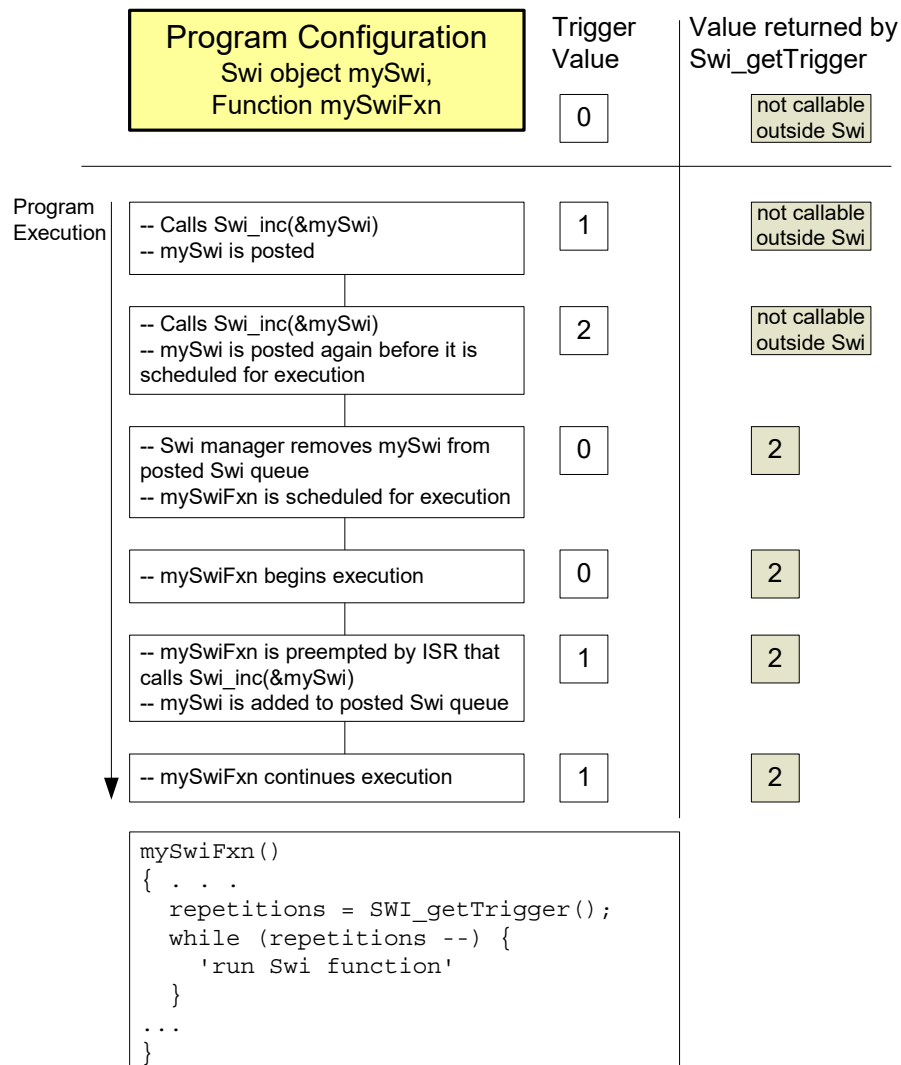 Program Configuration
Swi object mySwi,
Function mySwiFxn
Trigger
Value
Value returned by
Swi_getTrigger
0
not callable
outside Swi
Program
Execution
-- Calls Swi_inc(&mySwi)
-- mySwi is posted
1
not callable
outside Swi
-- Calls Swi_inc(&mySwi)
-- mySwi is posted again before it is
scheduled for execution
2
not callable
outside Swi
-- Swi manager removes mySwi from
posted Swi queue
-- mySwiFxn is scheduled for execution
0
2
-- mySwiFxn begins execution
0
2
-- mySwiFxn is preempted by ISR that
calls Swi_inc(&mySwi)
-- mySwi is added to posted Swi queue
1
2
-- mySwiFxn continues execution
1
2
mySwiFxn()
{ . . .
  repetitions = SWI_getTrigger();
  while (repetitions --) {
    'run Swi function'
  }
...
}